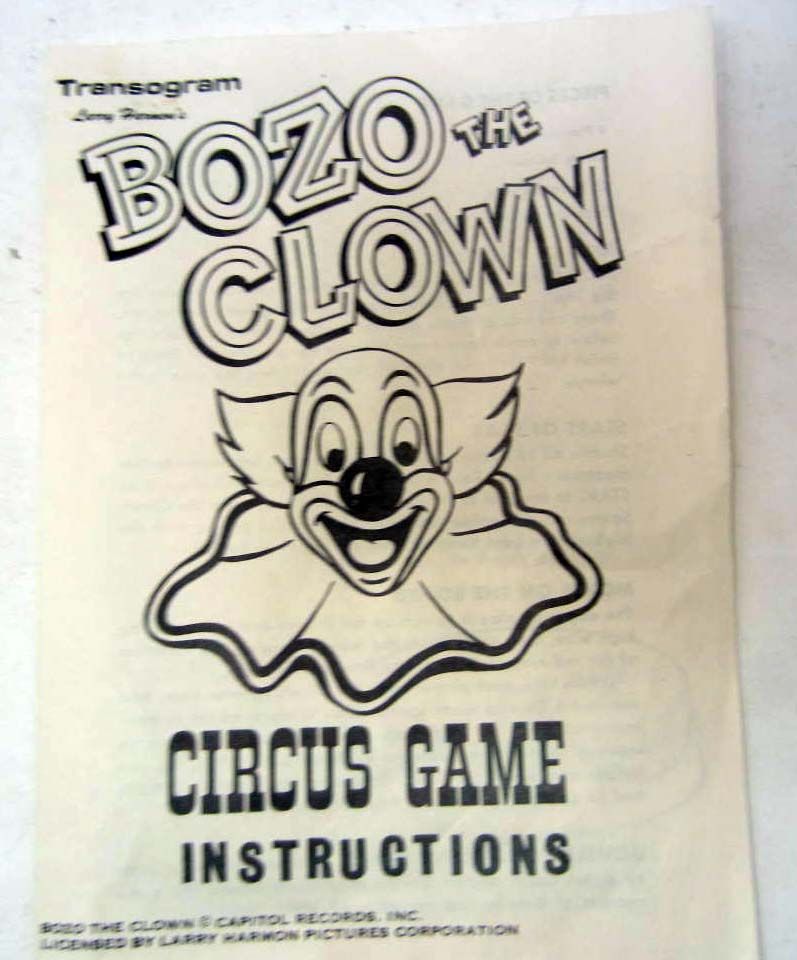 Transogram
Larry Harmon's
BOZO THE
CLOWN
CIRCUS GAME
INSTRUCTIONS
BOZO THE CLOWN © CAPITOL RECORDS, INC.
LICENSED BY LARRY HARMON PICTURES CORPORATION